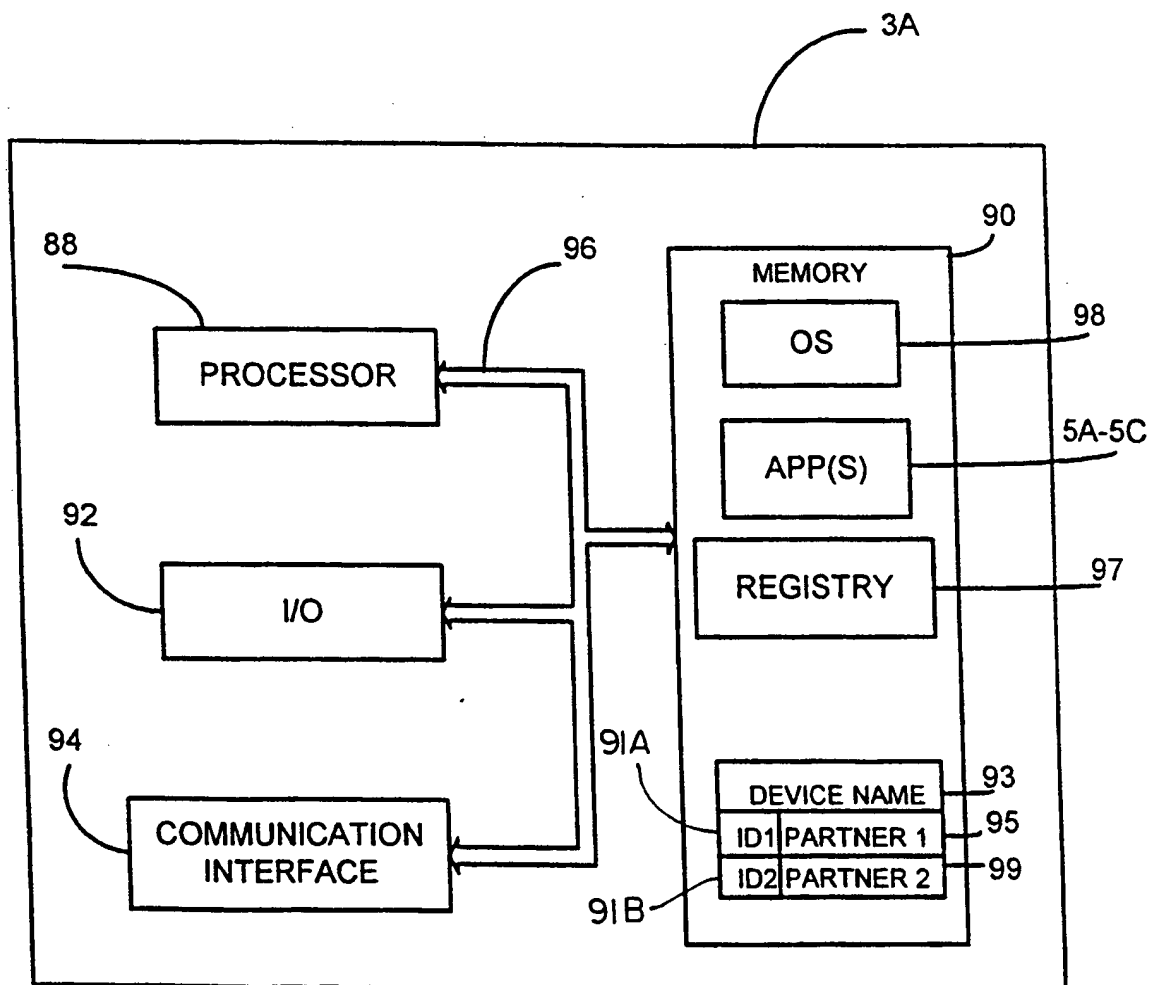 3A
90
MEMORY
88
96
98
OS
PROCESSOR
5A-5C
APP(S)
92
97
REGISTRY
I/O
94
91A
93
DEVICE NAME
95
ID1 PARTNER 1
99
ID2 PARTNER 2
91B
COMMUNICATION
INTERFACE